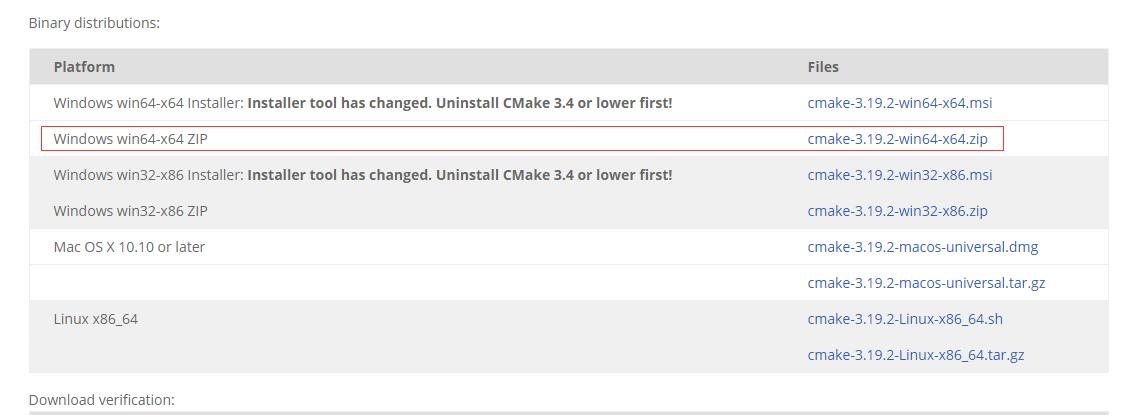 Binary distributions:
Platform Files
Windows win64-x64 Installer: Installer tool has changed. Uninstall CMake 3.4 or lower first! cmake-3.19.2-win64-x64.msi
Windows win64-x64 ZIP cmake-3.19.2-win64-x64.zip
Windows win32-x86 Installer: Installer tool has changed. Uninstall CMake 3.4 or lower first! cmake-3.19.2-win32-x86.msi
Windows win32-x86 ZIP cmake-3.19.2-win32-x86.zip
Mac OS X 10.10 or later cmake-3.19.2-macos-universal.dmg
cmake-3.19.2-macos-universal.tar.gz
Linux x86_64 cmake-3.19.2-Linux-x86_64.sh
cmake-3.19.2-Linux-x86_64.tar.gz
Download verification: